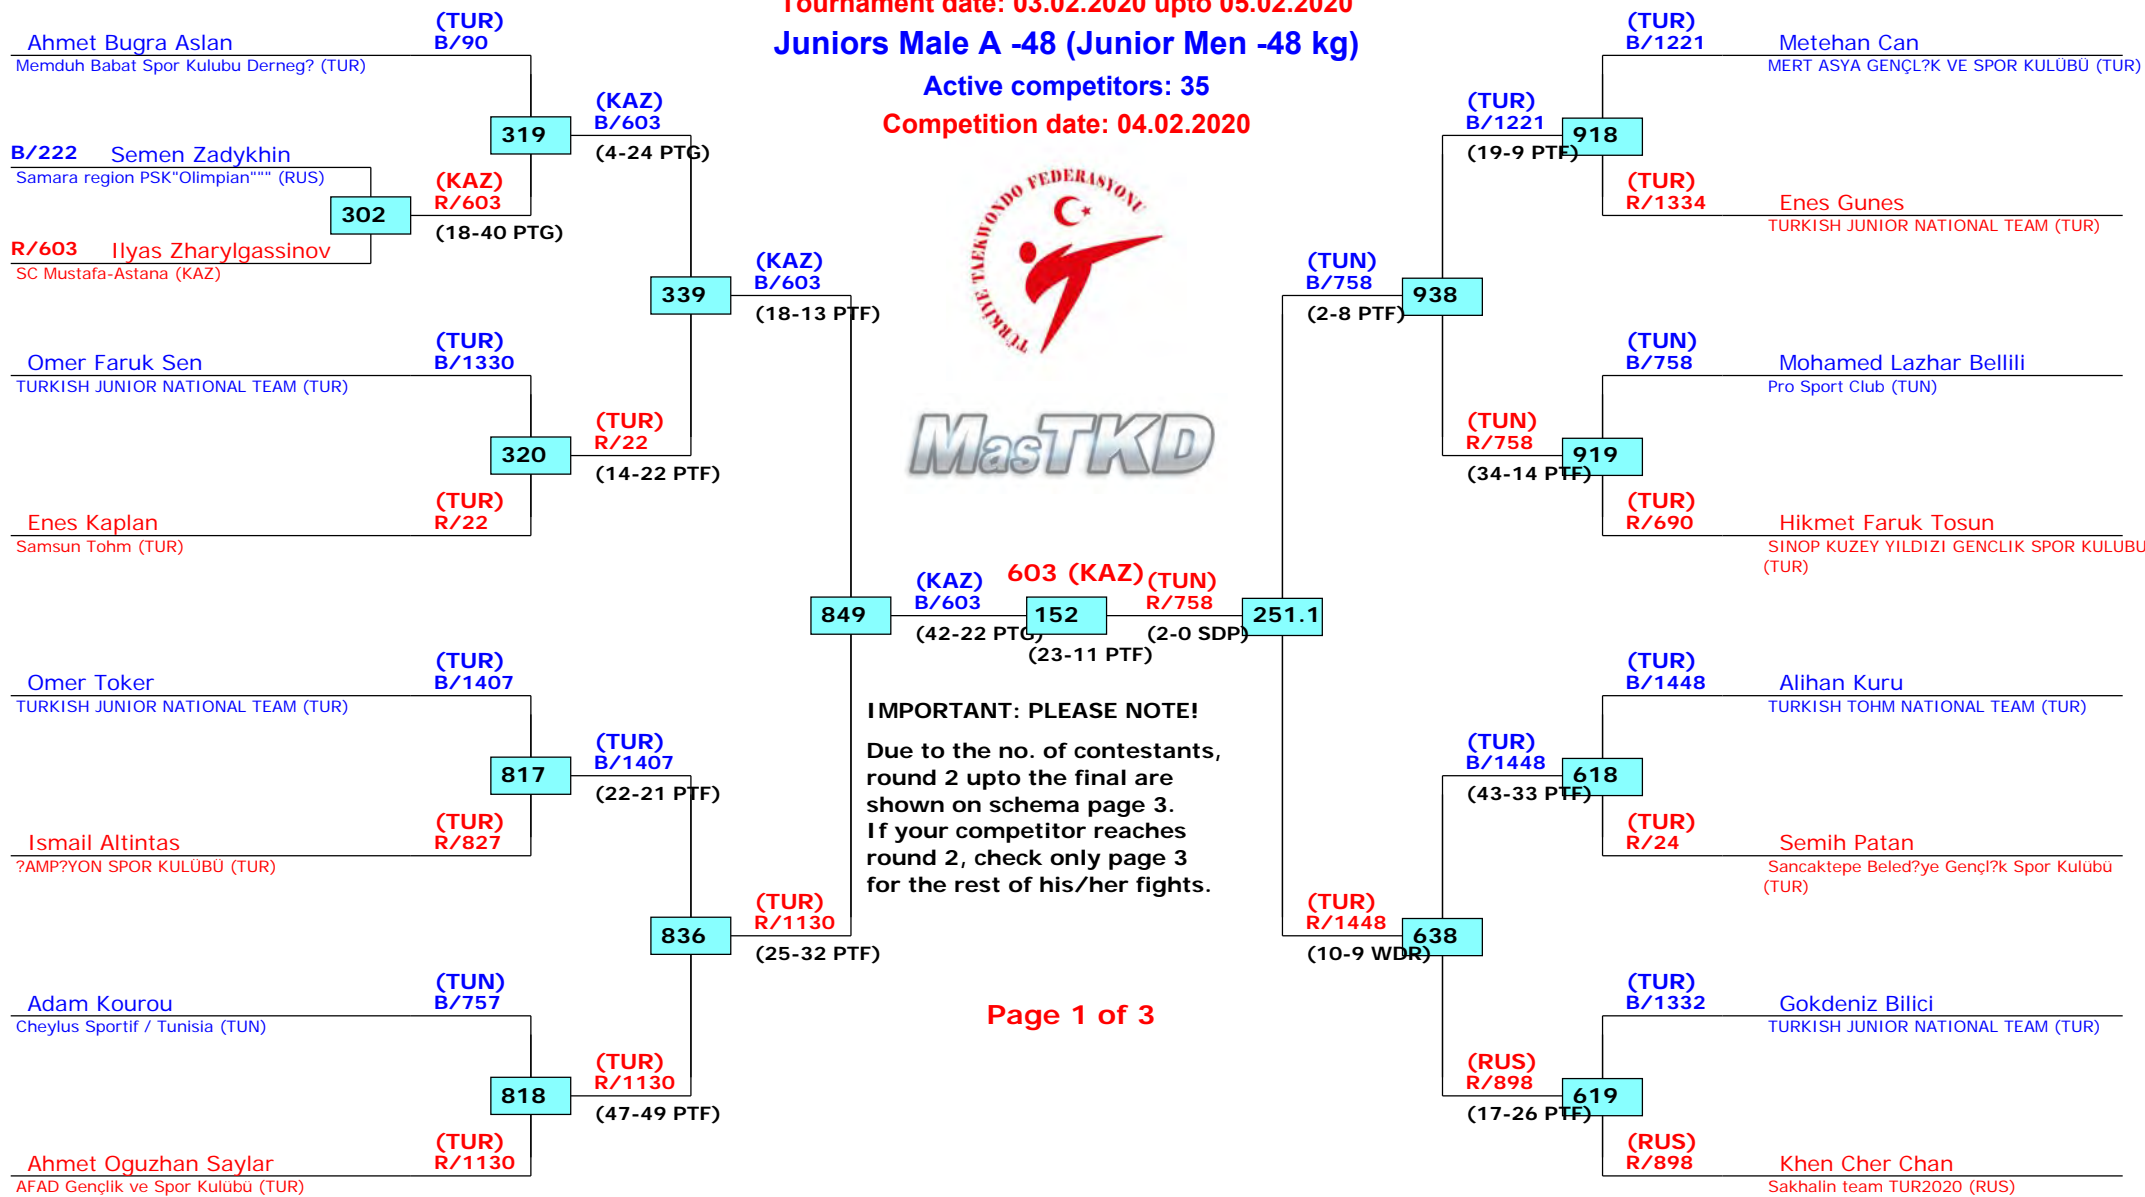 Tournament date: 03.02.2020 upto 05.02.2020
Juniors Male A -48 (Junior Men -48 kg)
Active competitors: 35
Competition date: 04.02.2020
TÜRKİYE TAEKWONDO FEDERASYONU
MasTKD
(TUR)
Ahmet Bugra Aslan B/90
Memduh Babat Spor Kulubu Derneg? (TUR)
319
(KAZ)
B/603
(4-24 PTG)
B/222 Semen Zadykhin
Samara region PSK"Olimpian""" (RUS)
302
(KAZ)
R/603
(18-40 PTG)
R/603 Ilyas Zharylgassinov
SC Mustafa-Astana (KAZ)
339
(KAZ)
B/603
(18-13 PTF)
(TUR)
Omer Faruk Sen B/1330
TURKISH JUNIOR NATIONAL TEAM (TUR)
320
(TUR)
R/22
(14-22 PTF)
(TUR)
Enes Kaplan R/22
Samsun Tohm (TUR)
849
(KAZ)
B/603
(42-22 PTG)
603 (KAZ)
152
(23-11 PTF)
(TUN)
R/758
(2-0 SDP)
251.1
(TUR)
Omer Toker B/1407
TURKISH JUNIOR NATIONAL TEAM (TUR)
817
(TUR)
B/1407
(22-21 PTF)
(TUR)
Ismail Altintas R/827
?AMP?YON SPOR KULÜBÜ (TUR)
836
(TUR)
R/1130
(25-32 PTF)
(TUN)
Adam Kourou B/757
Cheylus Sportif / Tunisia (TUN)
818
(TUR)
R/1130
(47-49 PTF)
(TUR)
Ahmet Oguzhan Saylar R/1130
AFAD Gençlik ve Spor Kulübü (TUR)
IMPORTANT: PLEASE NOTE!
Due to the no. of contestants,
round 2 upto the final are
shown on schema page 3.
If your competitor reaches
round 2, check only page 3
for the rest of his/her fights.
Page 1 of 3
(TUR)
B/1221 Metehan Can
MERT ASYA GENÇL?K VE SPOR KULÜBÜ (TUR)
(TUR)
B/1221
(19-9 PTF)
918
(TUR)
R/1334 Enes Gunes
TURKISH JUNIOR NATIONAL TEAM (TUR)
(TUN)
B/758
(2-8 PTF)
938
(TUN)
B/758 Mohamed Lazhar Bellili
Pro Sport Club (TUN)
(TUN)
R/758
(34-14 PTF)
919
(TUR)
R/690 Hikmet Faruk Tosun
SINOP KUZEY YILDIZI GENCLIK SPOR KULUBU
(TUR)
(TUR)
B/1448 Alihan Kuru
TURKISH TOHM NATIONAL TEAM (TUR)
(TUR)
B/1448
(43-33 PTF)
618
(TUR)
R/24 Semih Patan
Sancaktepe Beled?ye Gençl?k Spor Kulübü
(TUR)
(TUR)
R/1448
(10-9 WDR)
638
(TUR)
B/1332 Gokdeniz Bilici
TURKISH JUNIOR NATIONAL TEAM (TUR)
(RUS)
R/898
(17-26 PTF)
619
(RUS)
R/898 Khen Cher Chan
Sakhalin team TUR2020 (RUS)